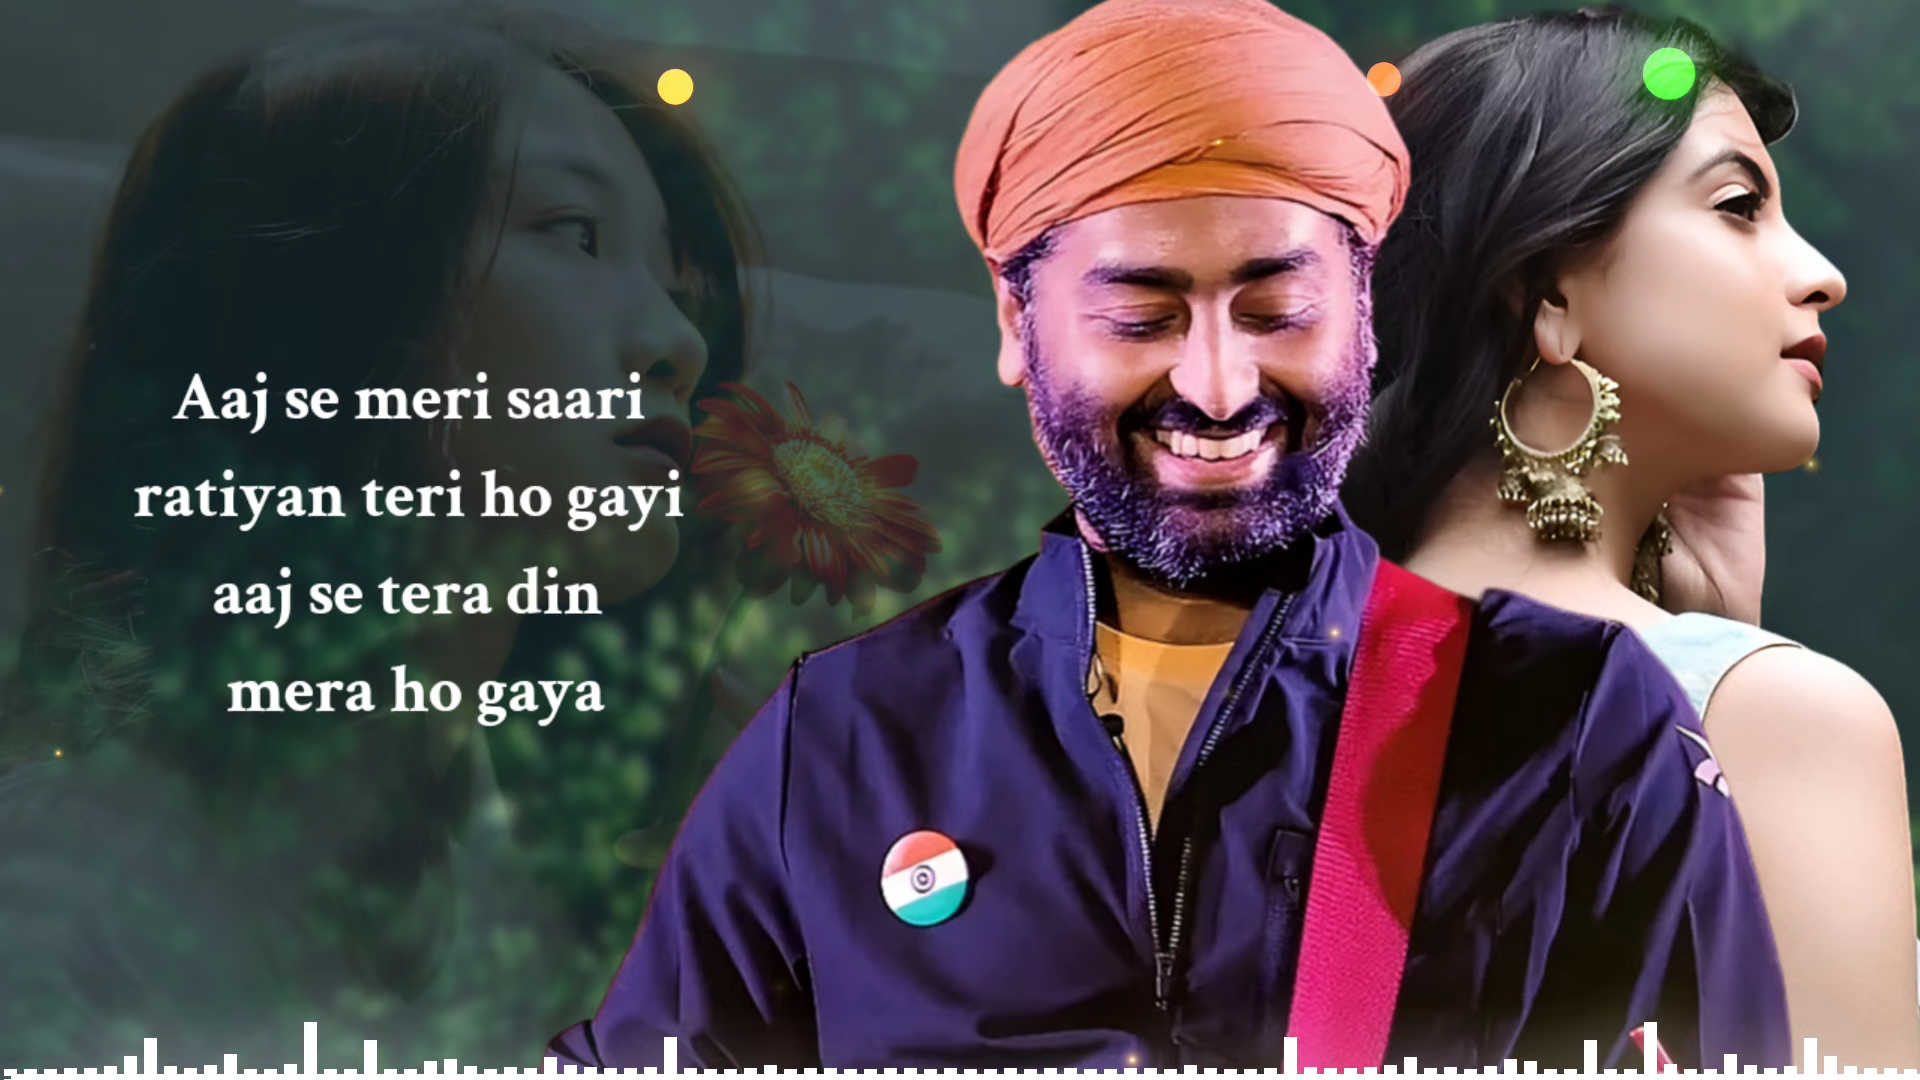 Aaj se meri saari
ratiyan teri ho gayi
aaj se tera din
mera ho gaya